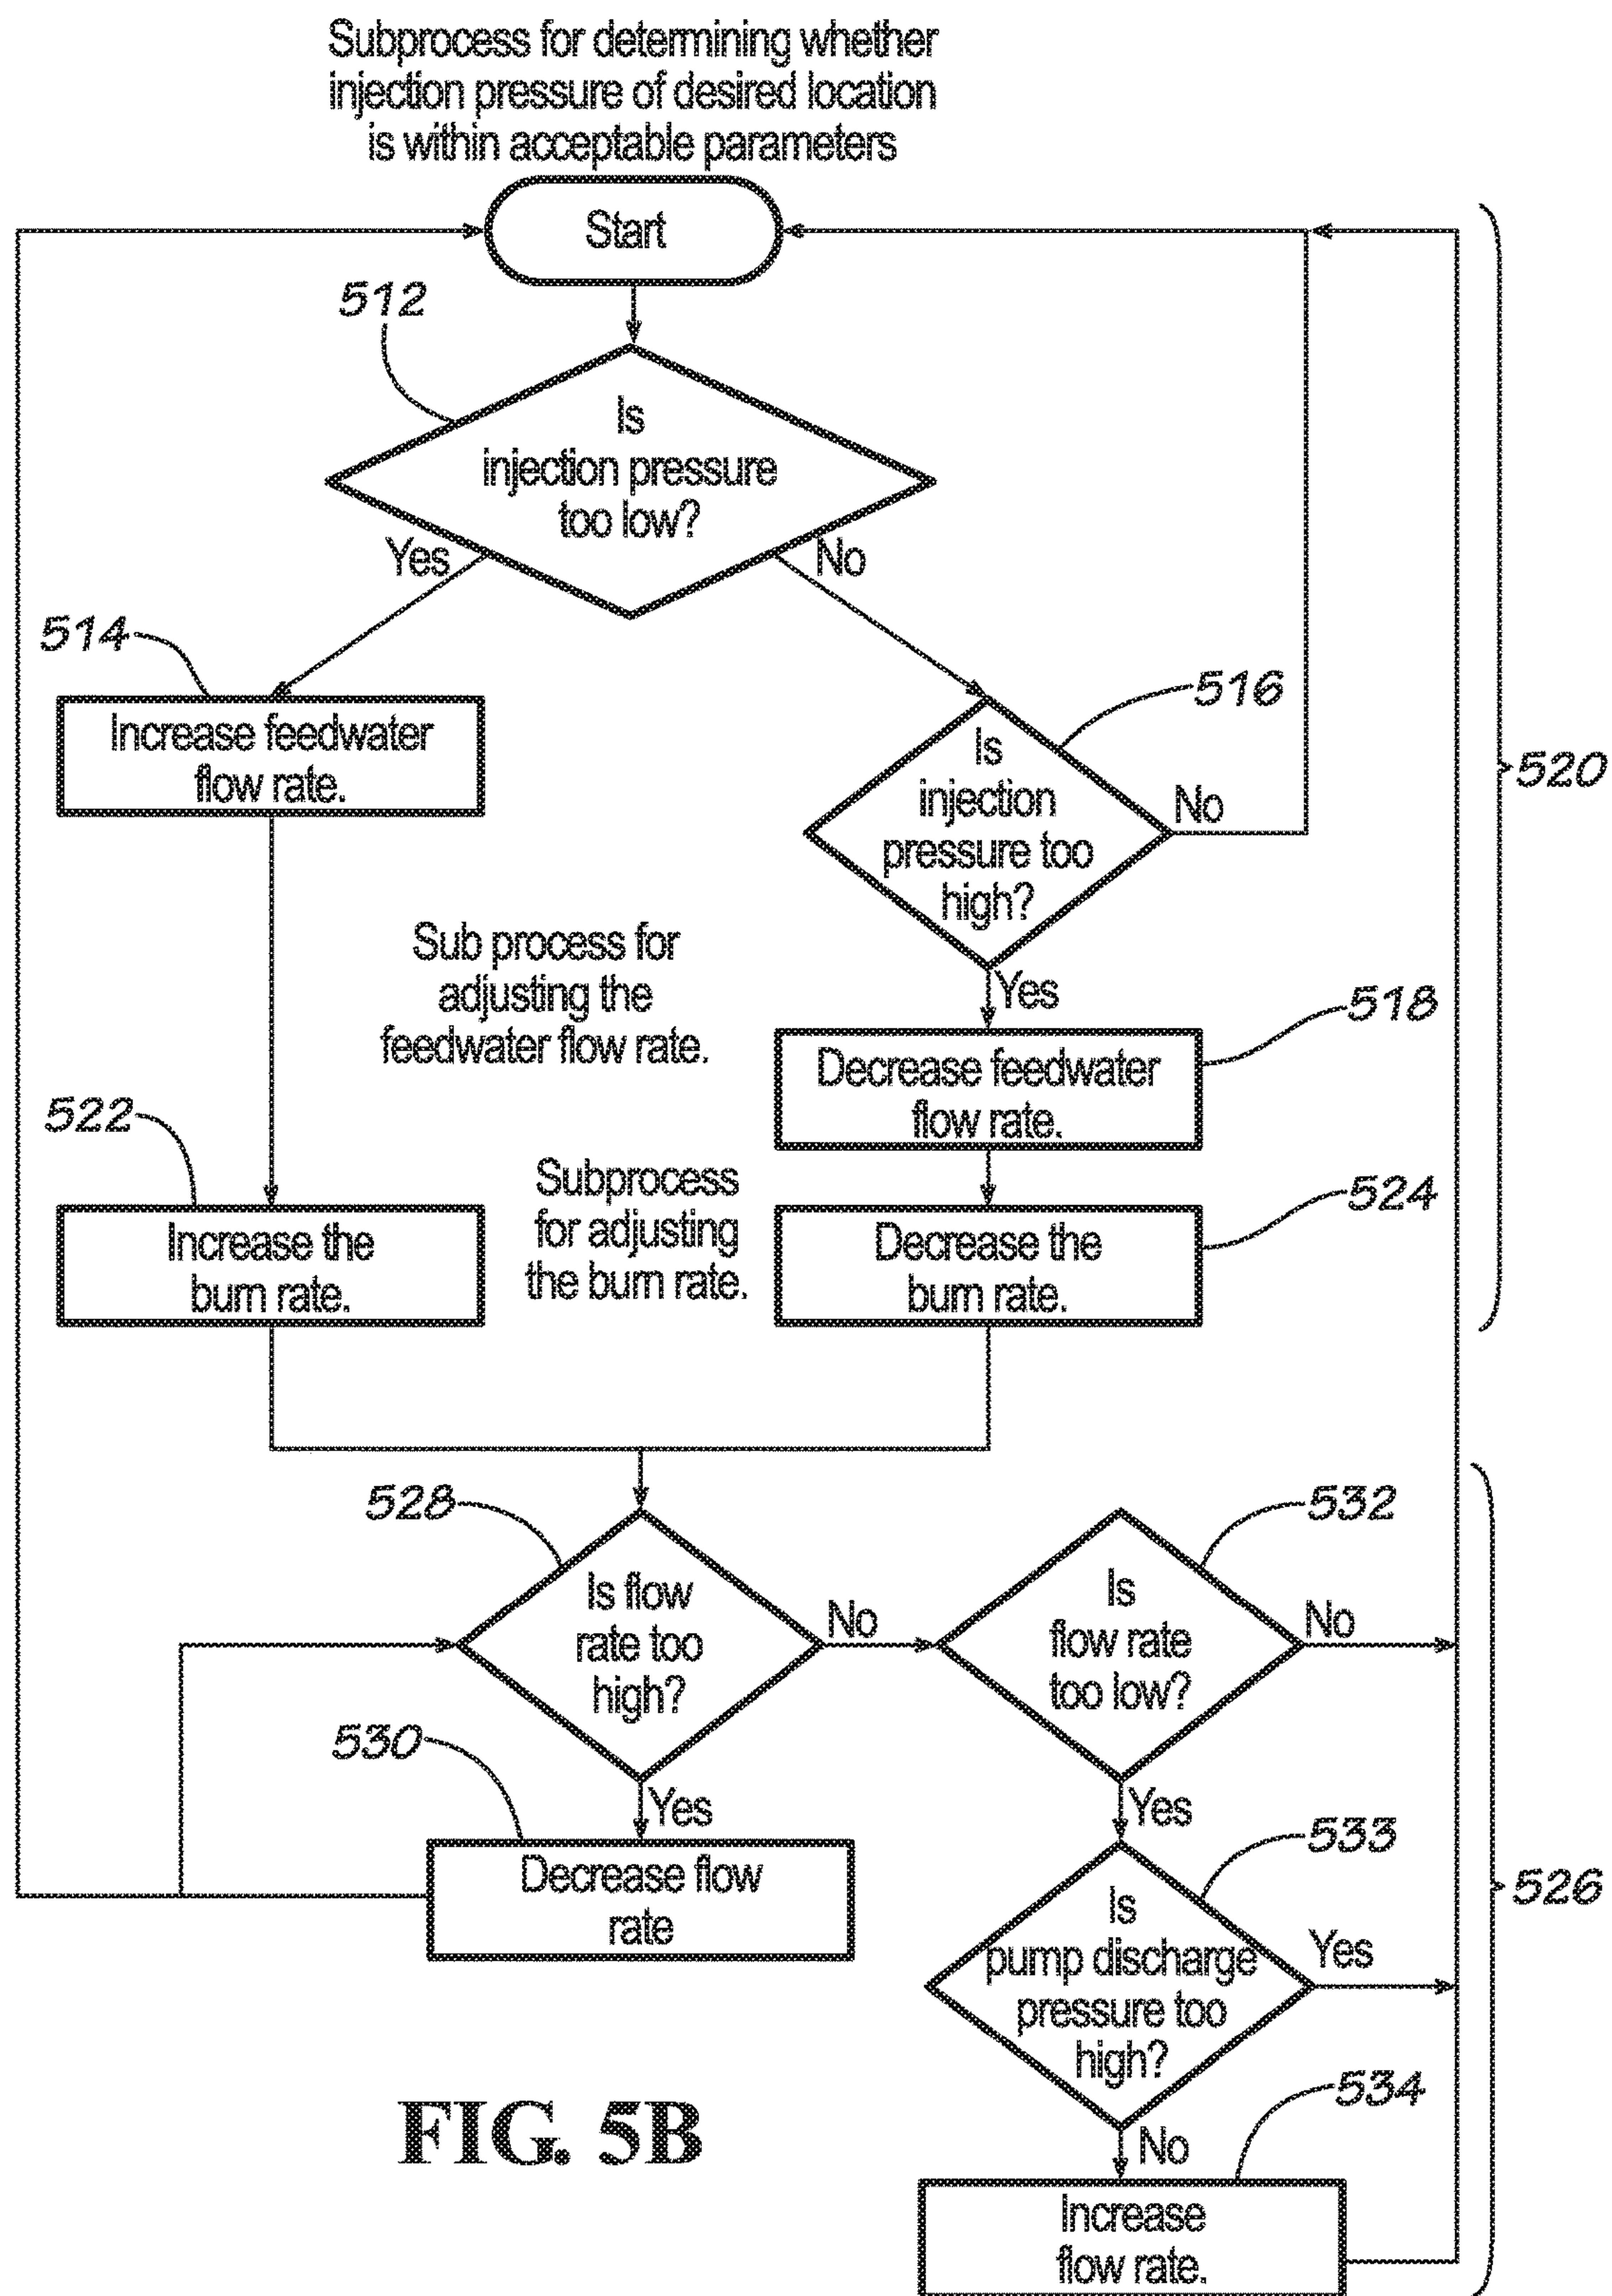 Subprocess for determining whether
injection pressure of desired location
is within acceptable parameters
Start
512
Is
injection pressure
too low?
Yes
No
514
Increase feedwater
flow rate.
516
Is
injection
pressure too
high?
No
520
Yes
Sub process for
adjusting the
feedwater flow rate.
518
Decrease feedwater
flow rate.
522
Increase the
burn rate.
Subprocess
for adjusting
the burn rate.
524
Decrease the
burn rate.
528
Is flow
rate too
high?
No
532
Is
flow rate
too low?
No
530
Yes
Decrease flow
rate
Yes
533
Is
pump discharge
pressure too
high?
Yes
526
No
534
Increase
flow rate.
FIG. 5B